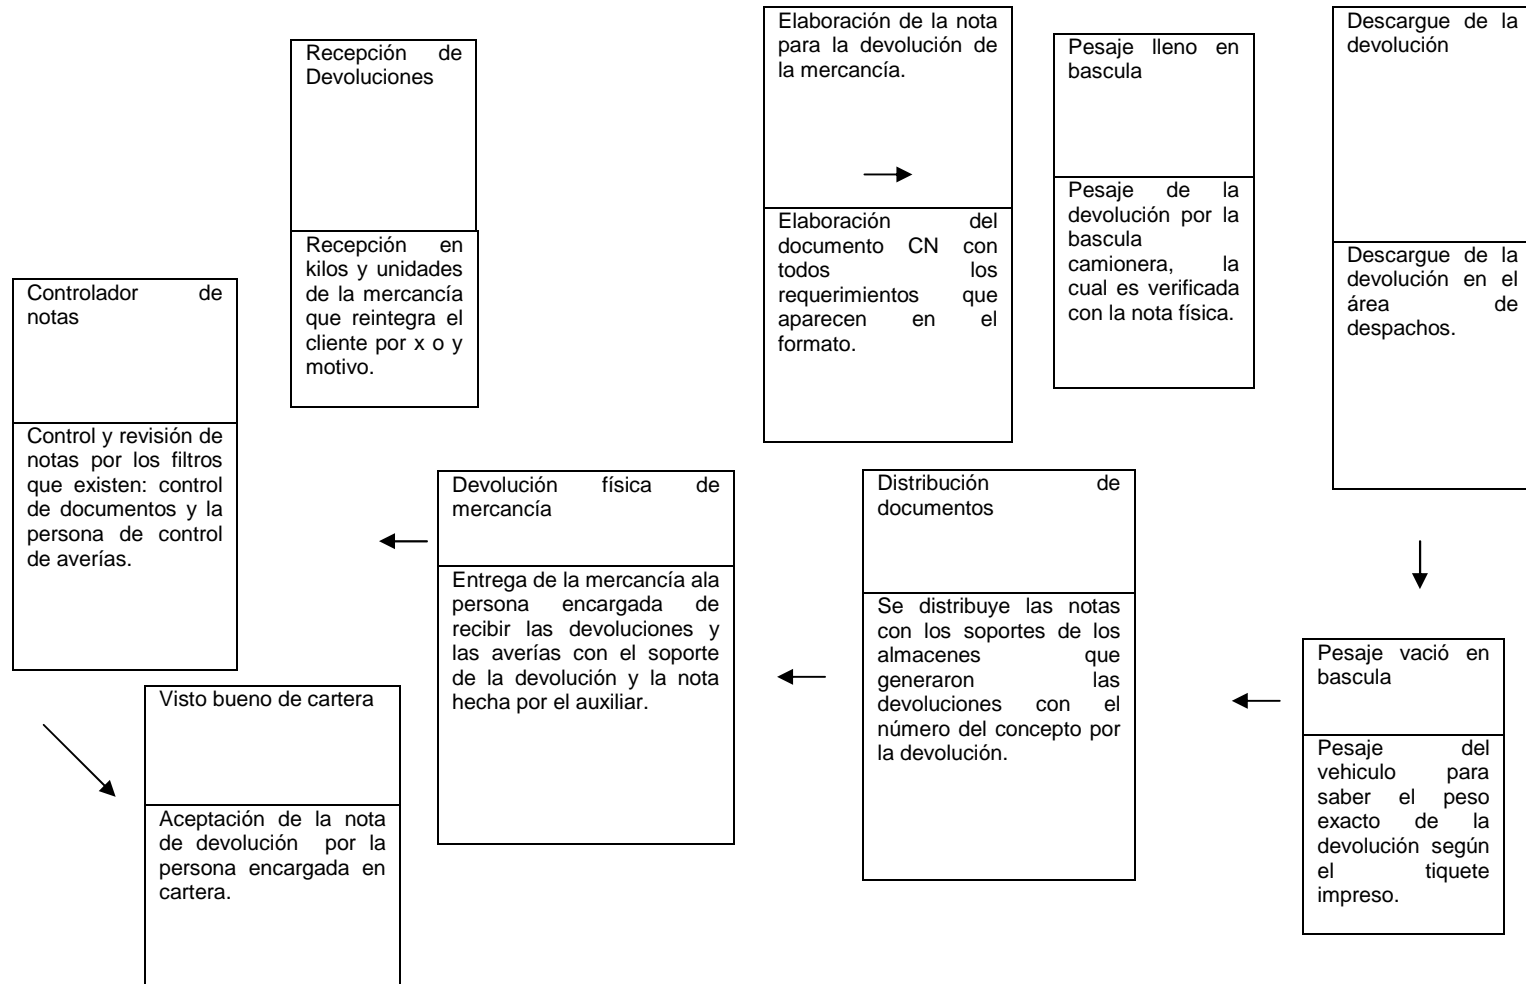 Recepción de
Devoluciones
Recepción en
kilos y unidades
de la mercancía
que reintegra el
cliente por x o y
motivo.
Elaboración de la nota
para la devolución de
la mercancía.
Elaboración del
documento CN con
todos los
requerimientos que
aparecen en el
formato.
Pesaje lleno en
bascula
Pesaje de la
devolución por la
bascula
camionera, la
cual es verificada
con la nota física.
Descargue de la
devolución
Descargue de la
devolución en el
área de
despachos.
Pesaje vació en
bascula
Pesaje del
vehiculo para
saber el peso
exacto de la
devolución según
el tiquete
impreso.
Distribución de
documentos
Se distribuye las notas
con los soportes de los
almacenes que
generaron las
devoluciones con el
número del concepto por
la devolución.
Devolución física de
mercancía
Entrega de la mercancía ala
persona encargada de
recibir las devoluciones y
las averías con el soporte
de la devolución y la nota
hecha por el auxiliar.
Controlador de
notas
Control y revisión de
notas por los filtros
que existen: control
de documentos y la
persona de control
de averías.
Visto bueno de cartera
Aceptación de la nota
de devolución por la
persona encargada en
cartera.